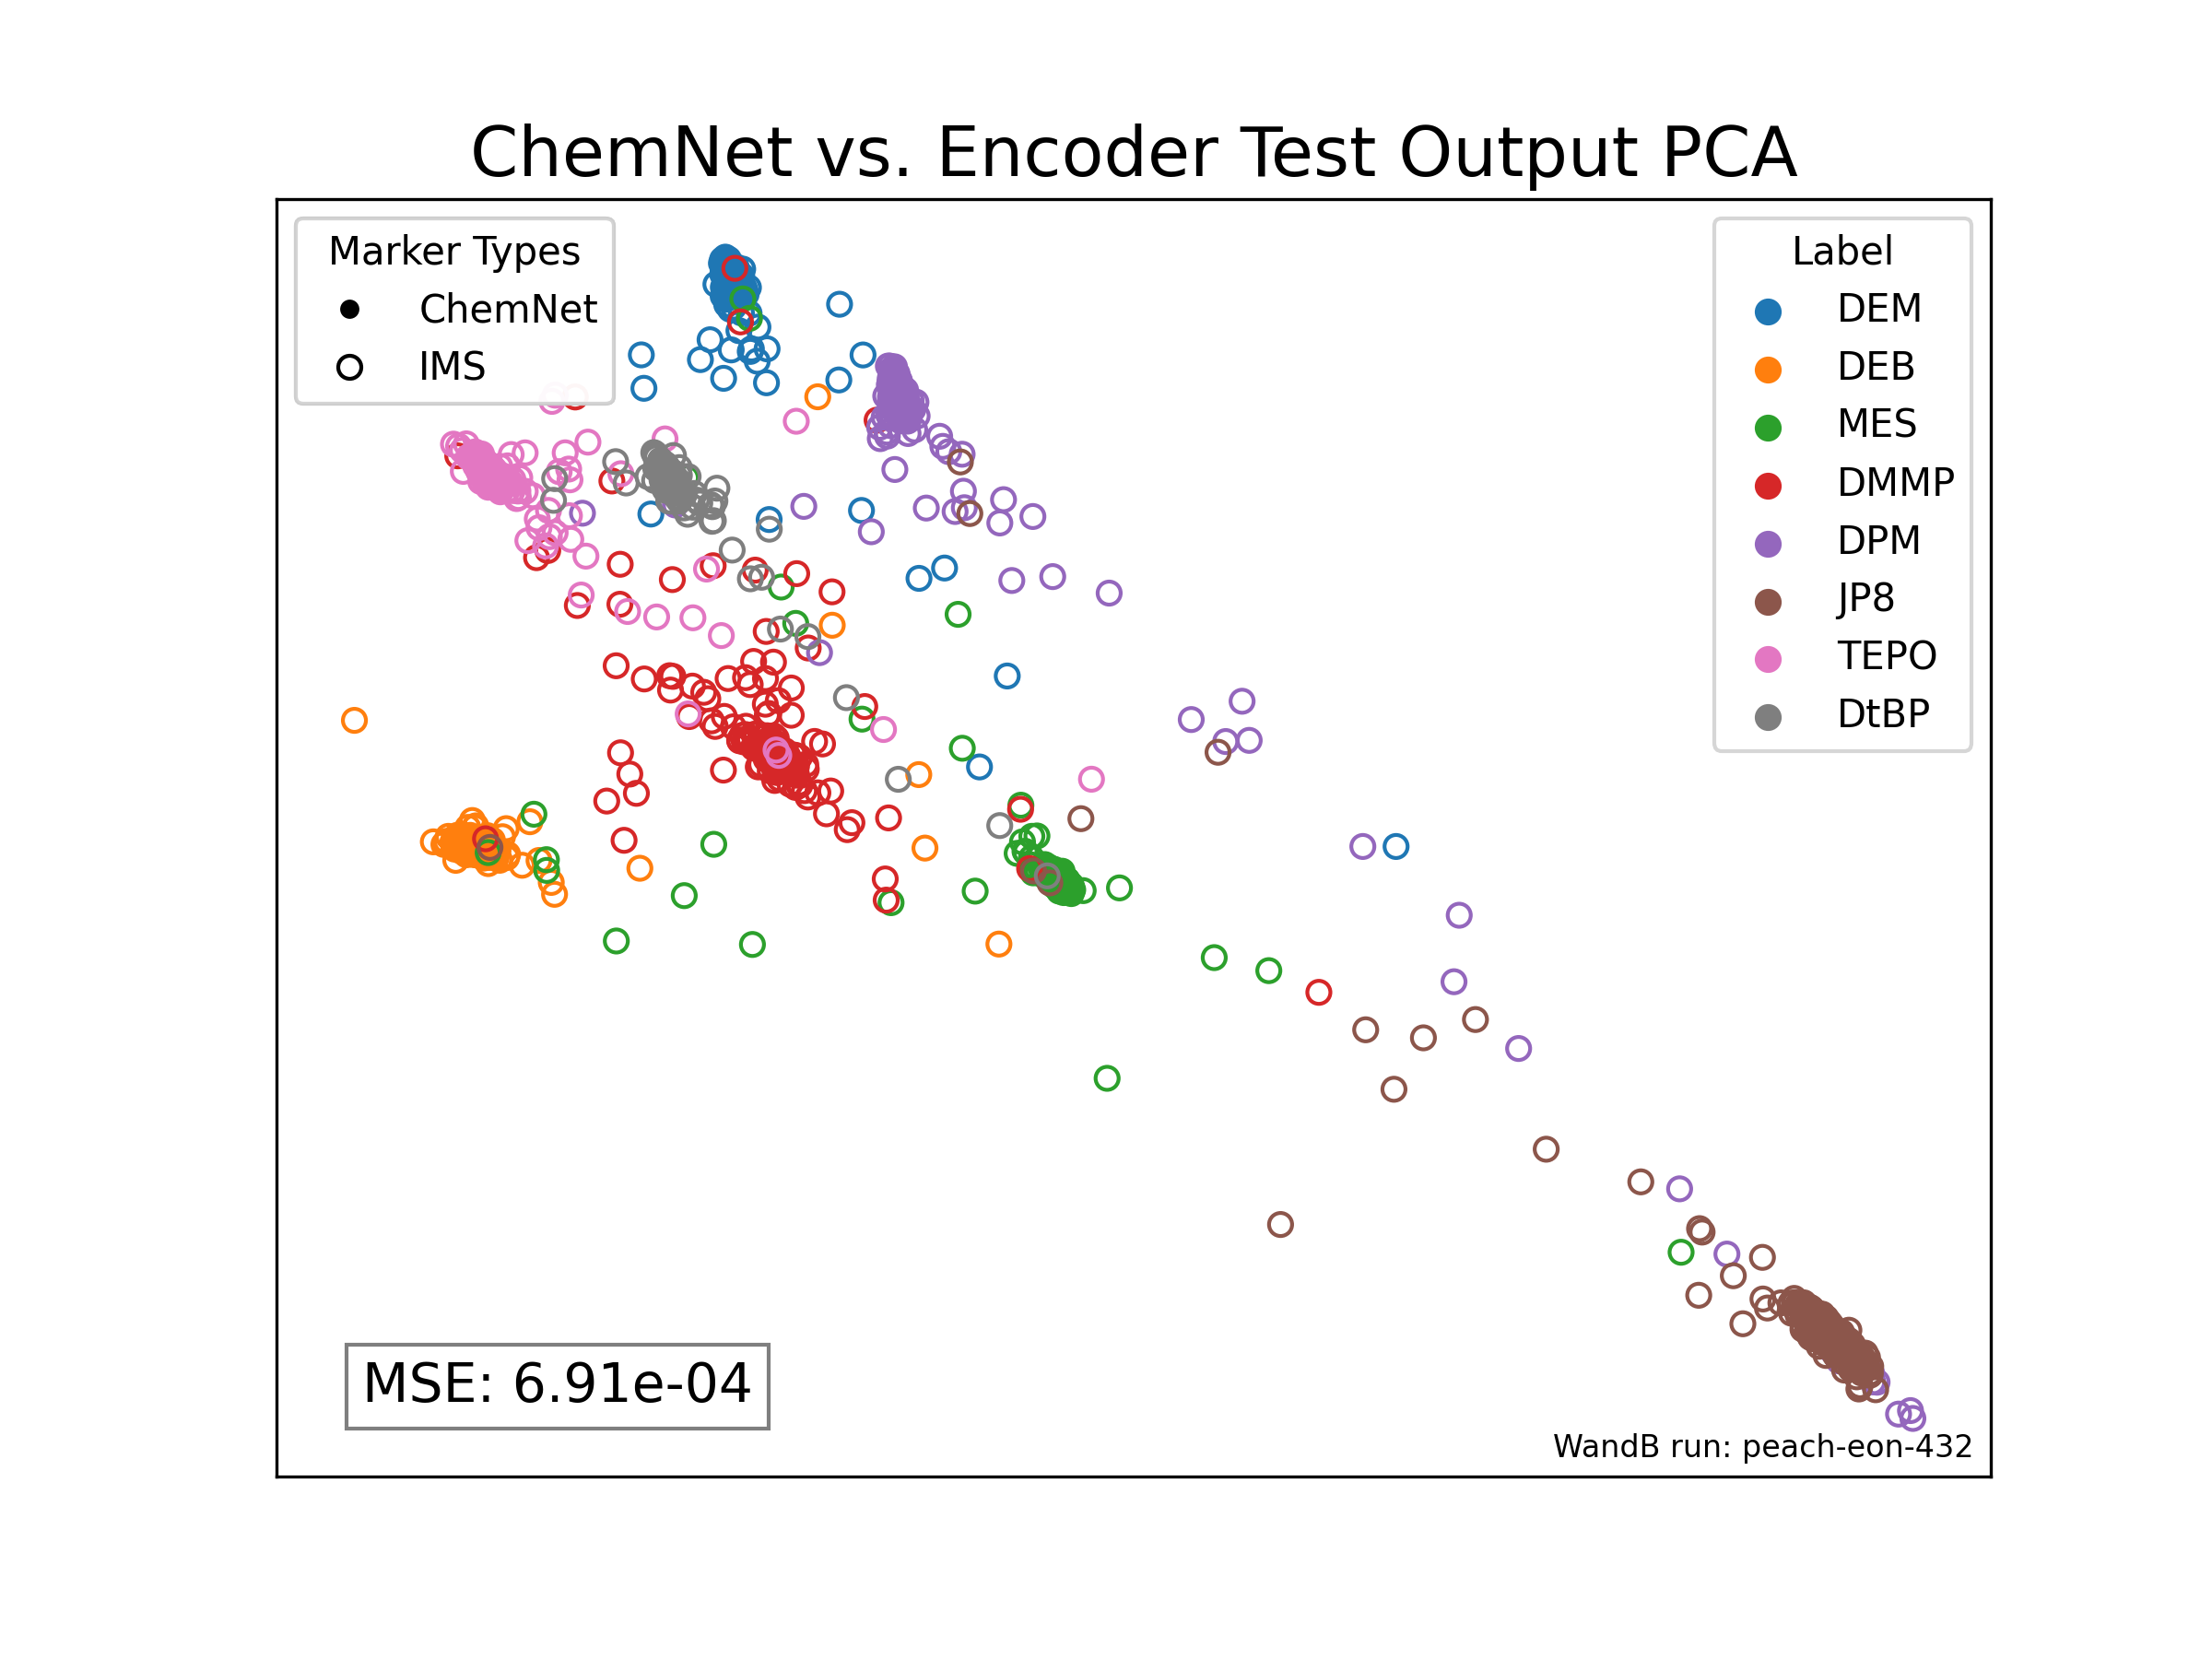 ChemNet vs. Encoder Test Output PCA
Marker Types
ChemNet
IMS
Label
DEM
DEB
MES
DMMP
DPM
JP8
TEPO
DtBP
MSE: 6.91e-04
WandB run: peach-eon-432